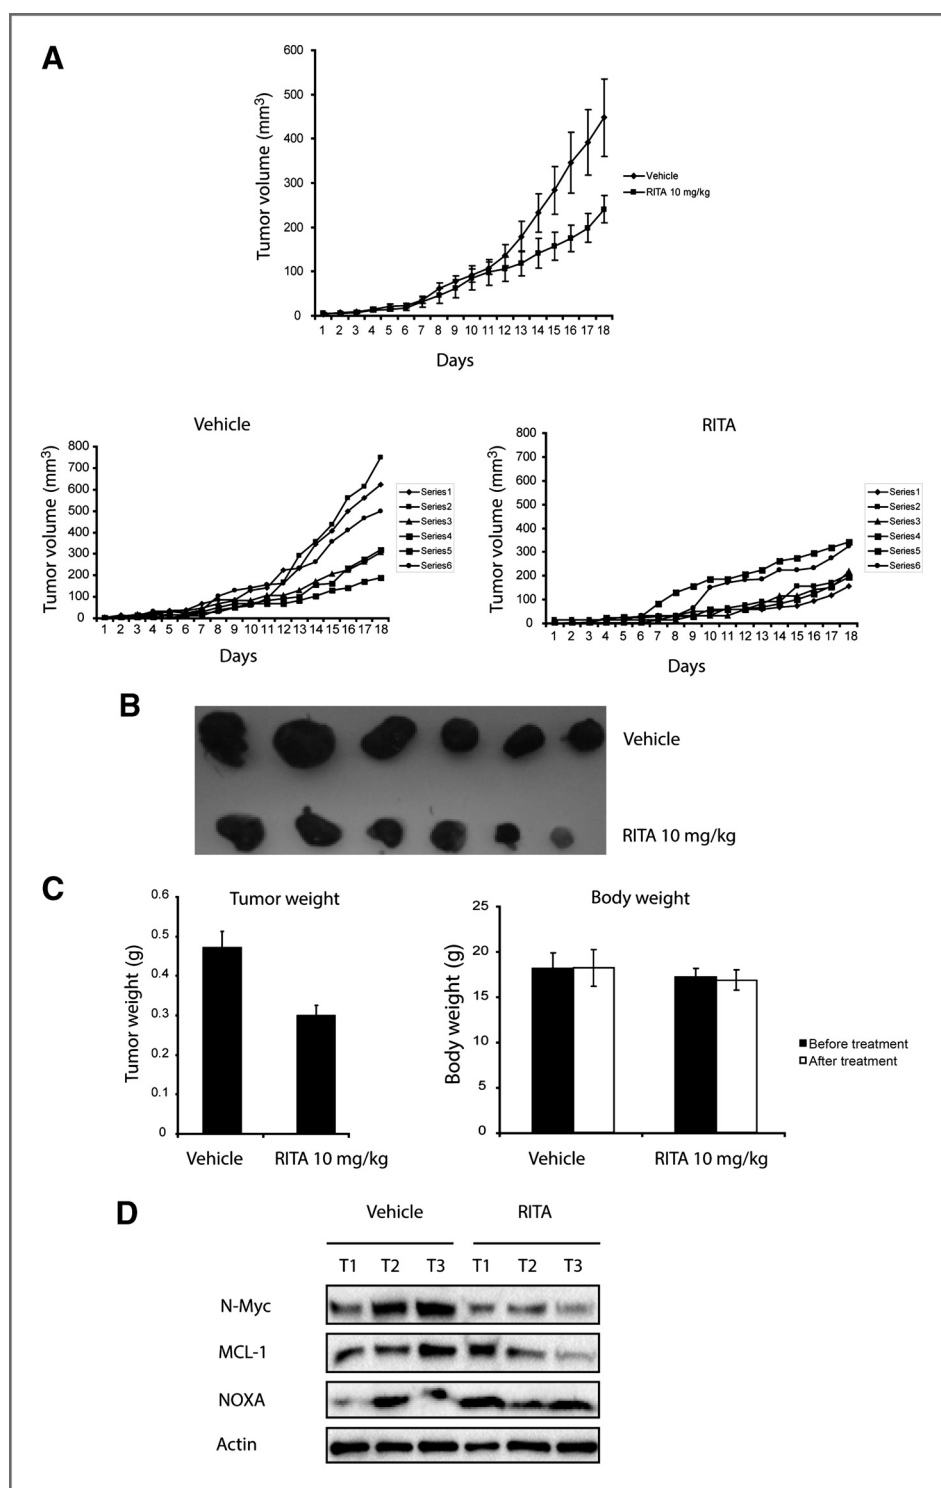 A
Tumor volume (mm3)
600
500
400
300
200
100
0
1 2 3 4 5 6 7 8 9 10 11 12 13 14 15 16 17 18
Days
Vehicle
RITA 10 mg/kg
Vehicle
Tumor volume (mm3)
800
700
600
500
400
300
200
100
0
1 2 3 4 5 6 7 8 9 10 11 12 13 14 15 16 17 18
Days
Series1
Series2
Series3
Series4
Series5
Series6
RITA
Tumor volume (mm3)
800
700
600
500
400
300
200
100
0
1 2 3 4 5 6 7 8 9 10 11 12 13 14 15 16 17 18
Days
Series1
Series2
Series3
Series4
Series5
Series6
B
Vehicle
RITA 10 mg/kg
C
Tumor weight
Tumor weight (g)
0.6
0.5
0.4
0.3
0.2
0.1
0
Vehicle RITA 10 mg/kg
Body weight
Body weight (g)
25
20
15
10
5
0
Vehicle RITA 10 mg/kg
Before treatment
After treatment
D
Vehicle RITA
T1 T2 T3 T1 T2 T3
N-Myc
MCL-1
NOXA
Actin